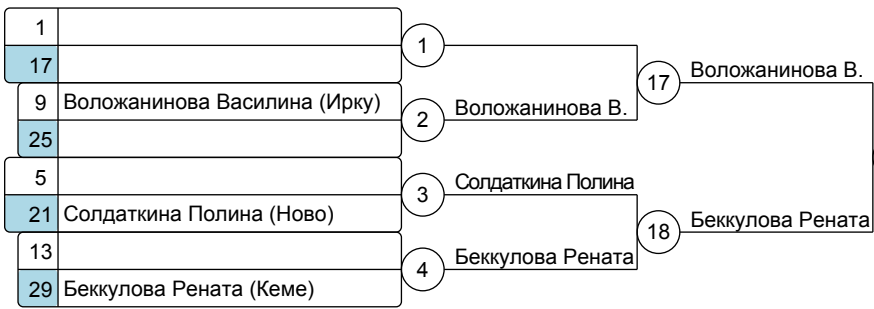 1
17
9 Воложанинова Василина (Ирку)
25
5
21 Солдаткина Полина (Ново)
13
29 Беккулова Рената (Кеме)
1
2
3
4
Воложанинова В.
Солдаткина Полина
Беккулова Рената
17
18
Воложанинова В.
Беккулова Рената